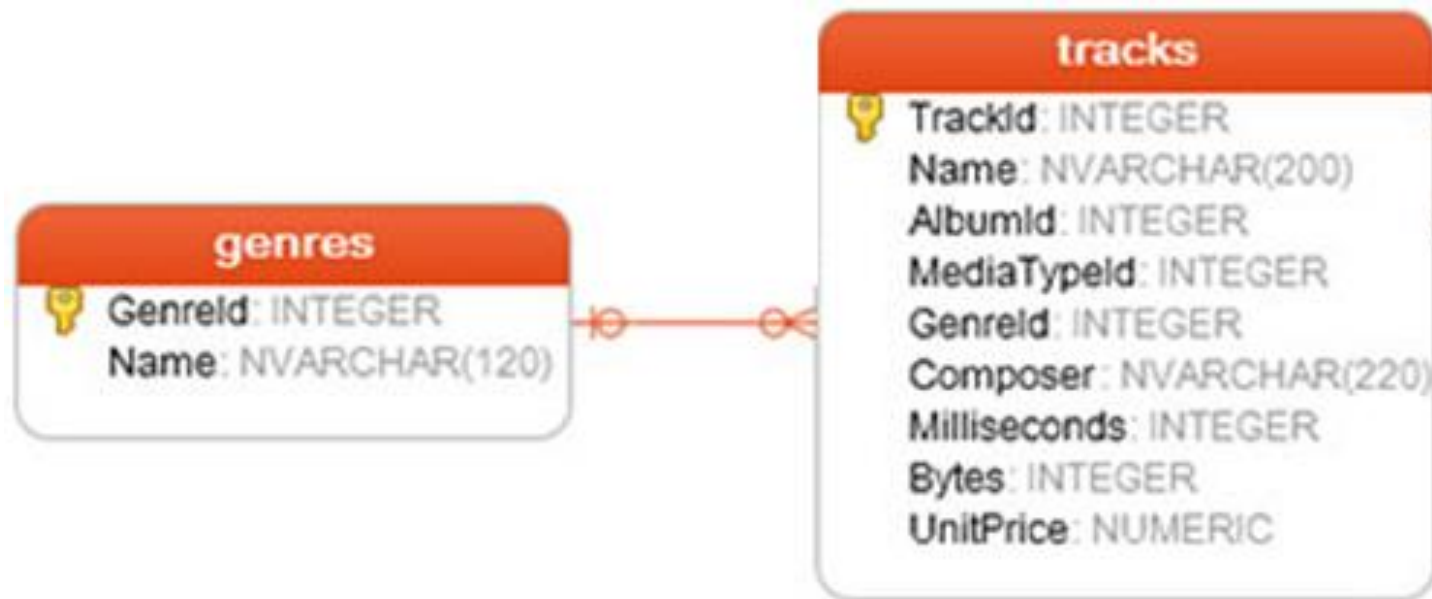 genres
GenreId: INTEGER
Name: NVARCHAR(120)
tracks
TrackId: INTEGER
Name: NVARCHAR(200)
AlbumId: INTEGER
MediaTypeId: INTEGER
GenreId: INTEGER
Composer: NVARCHAR(220)
Milliseconds: INTEGER
Bytes: INTEGER
UnitPrice: NUMERIC